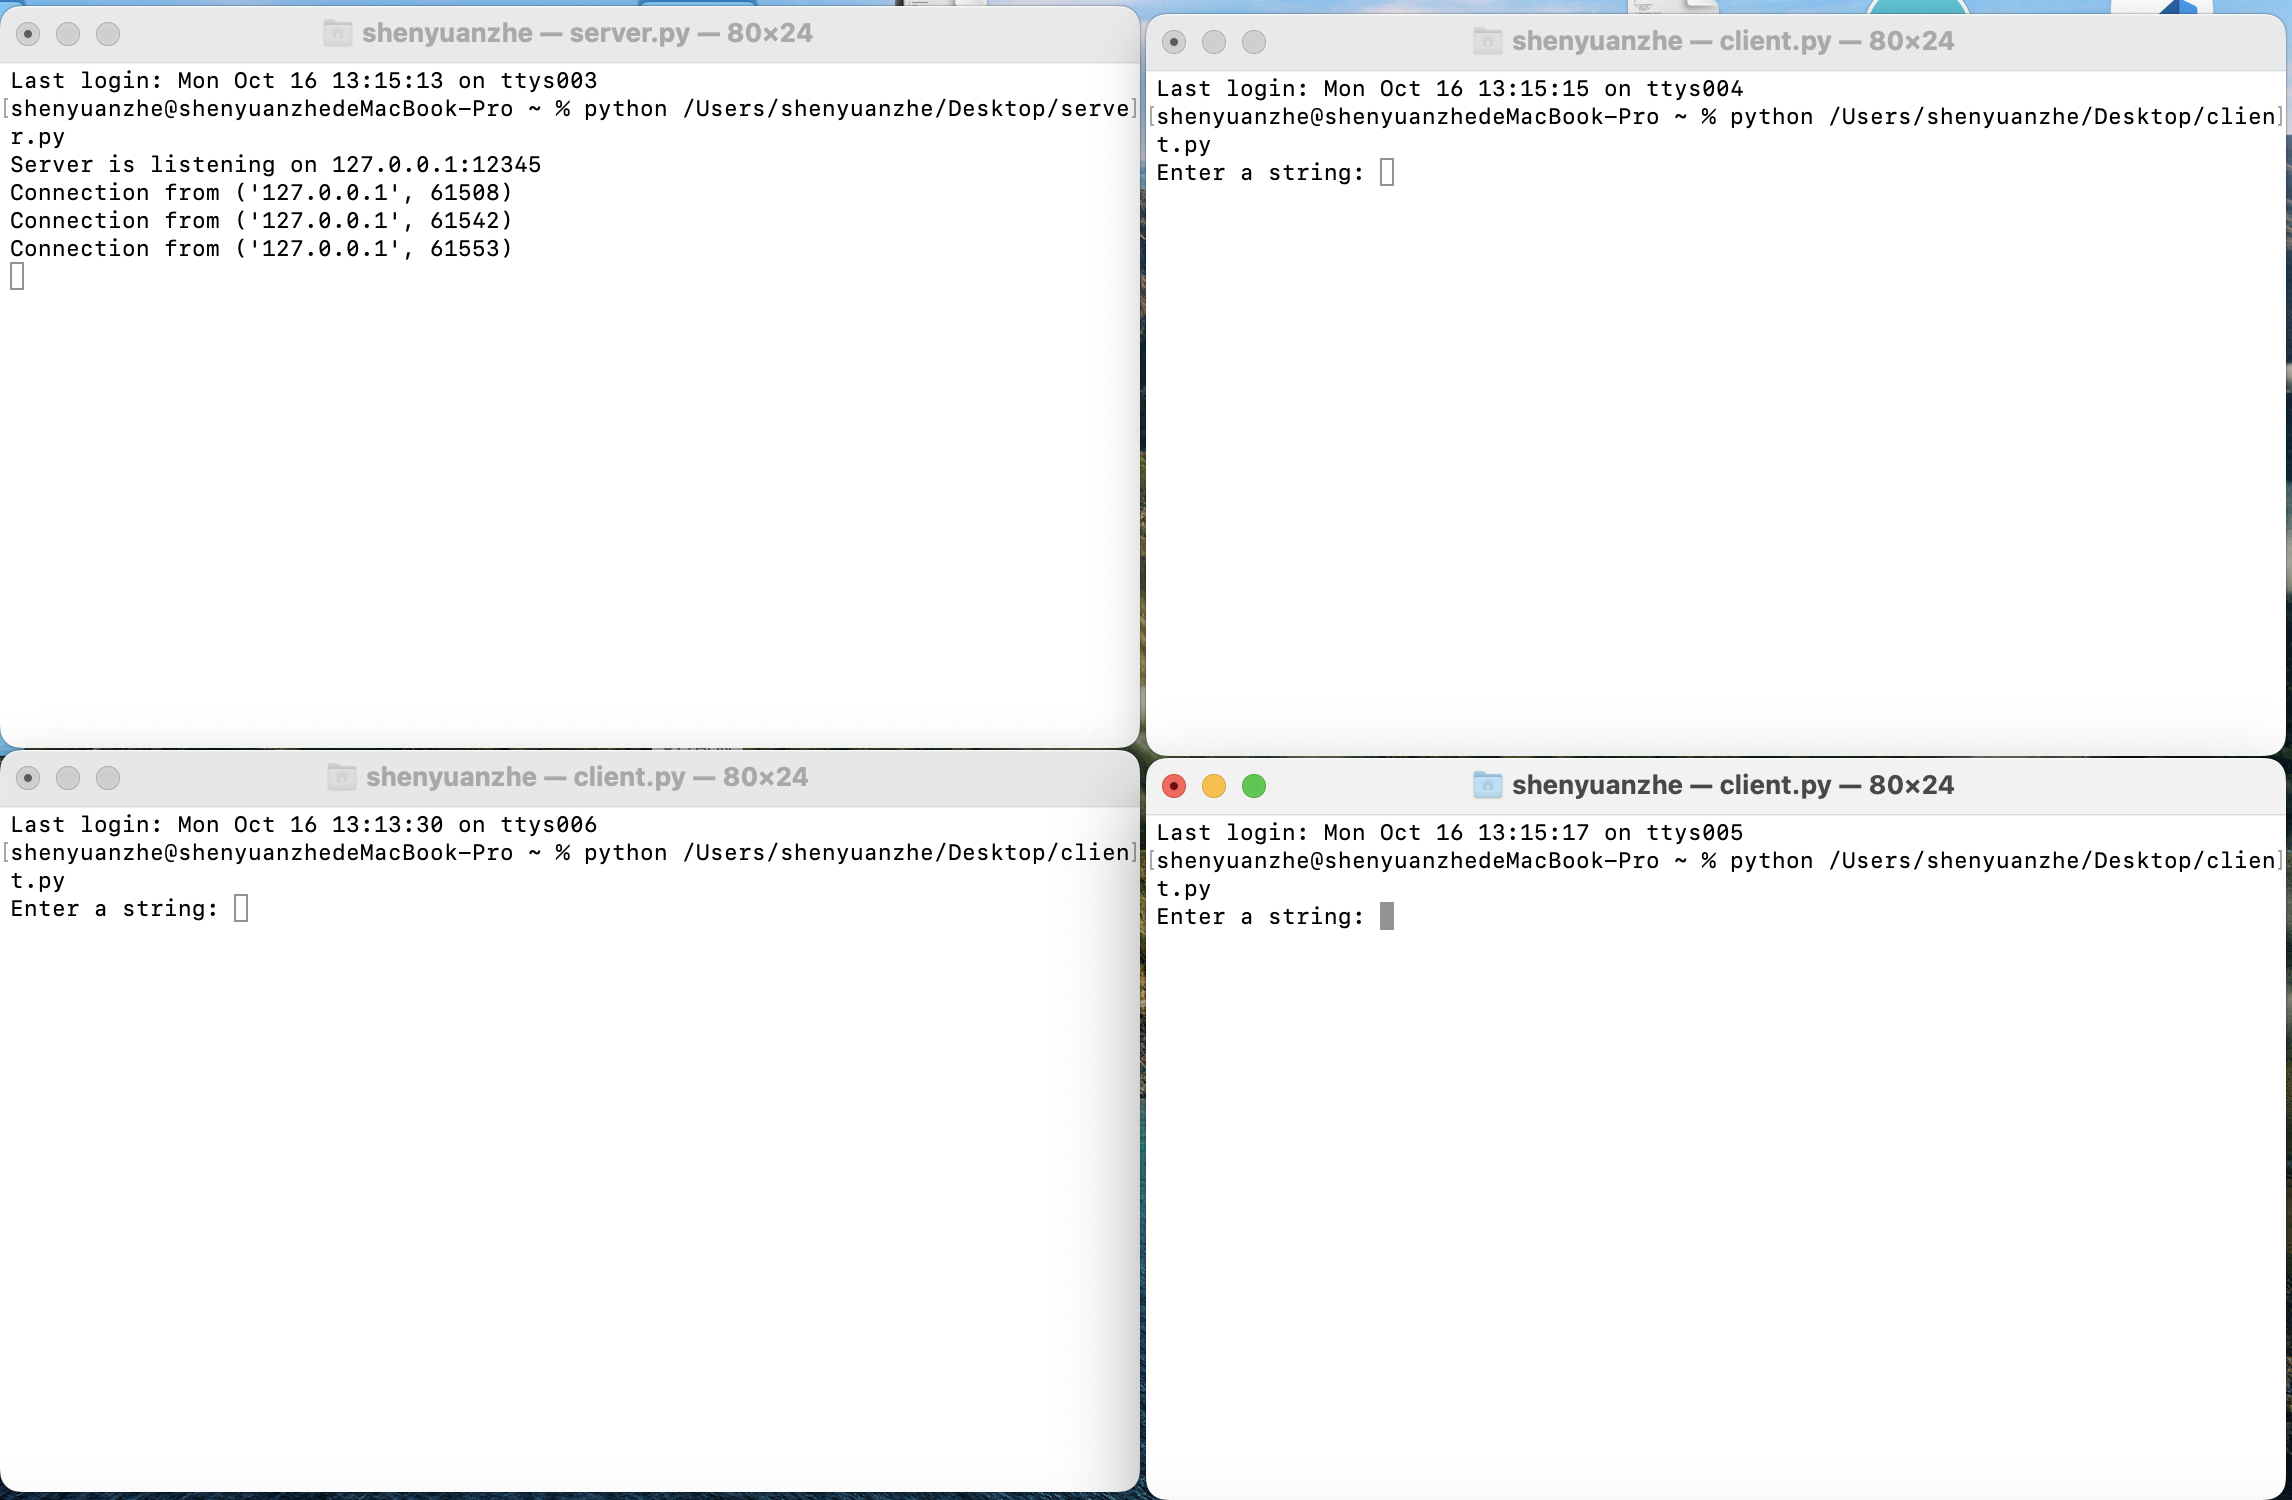 shenyuanzhe — server.py — 80×24
Last login: Mon Oct 16 13:15:13 on ttys003
[shenyuanzhe@shenyuanzhedeMacBook-Pro ~ % python /Users/shenyuanzhe/Desktop/serve]
r.py
Server is listening on 127.0.0.1:12345
Connection from ('127.0.0.1', 61508)
Connection from ('127.0.0.1', 61542)
Connection from ('127.0.0.1', 61553)
shenyuanzhe — client.py — 80×24
Last login: Mon Oct 16 13:15:15 on ttys004
[shenyuanzhe@shenyuanzhedeMacBook-Pro ~ % python /Users/shenyuanzhe/Desktop/clien]
t.py
Enter a string:
shenyuanzhe — client.py — 80×24
Last login: Mon Oct 16 13:13:30 on ttys006
[shenyuanzhe@shenyuanzhedeMacBook-Pro ~ % python /Users/shenyuanzhe/Desktop/clien]
t.py
Enter a string:
shenyuanzhe — client.py — 80×24
Last login: Mon Oct 16 13:15:17 on ttys005
[shenyuanzhe@shenyuanzhedeMacBook-Pro ~ % python /Users/shenyuanzhe/Desktop/clien]
t.py
Enter a string: